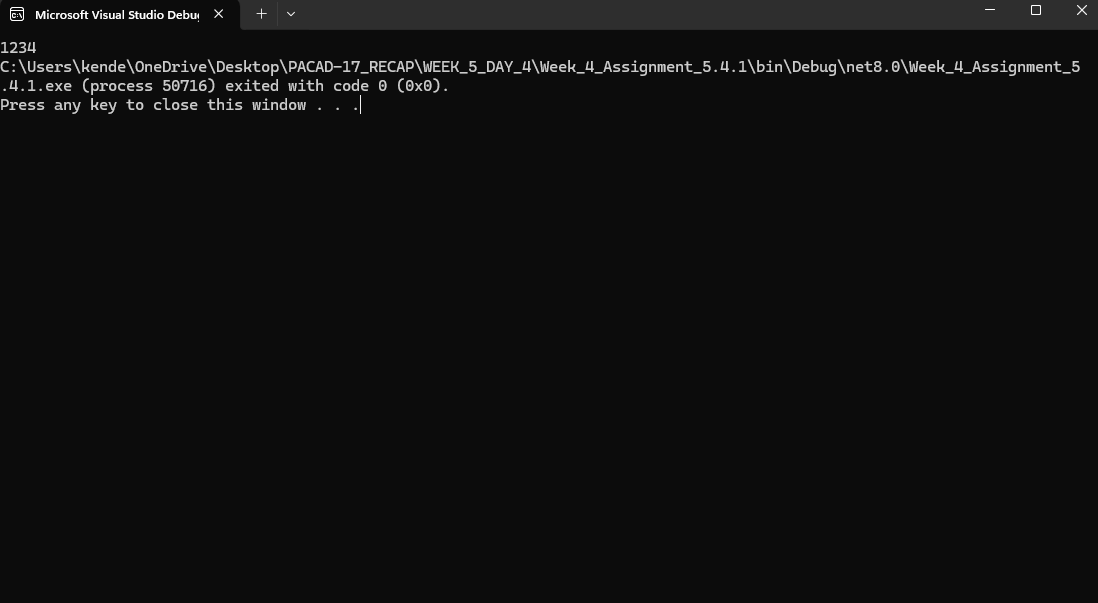 Microsoft Visual Studio Debu
1234
C:\Users\kende\OneDrive\Desktop\PACAD-17_RECAP\WEEK_5_DAY_4\Week_4_Assignment_5.4.1\bin\Debug\net8.0\Week_4_Assignment_5
.4.1.exe (process 50716) exited with code 0 (0x0).
Press any key to close this window . . .